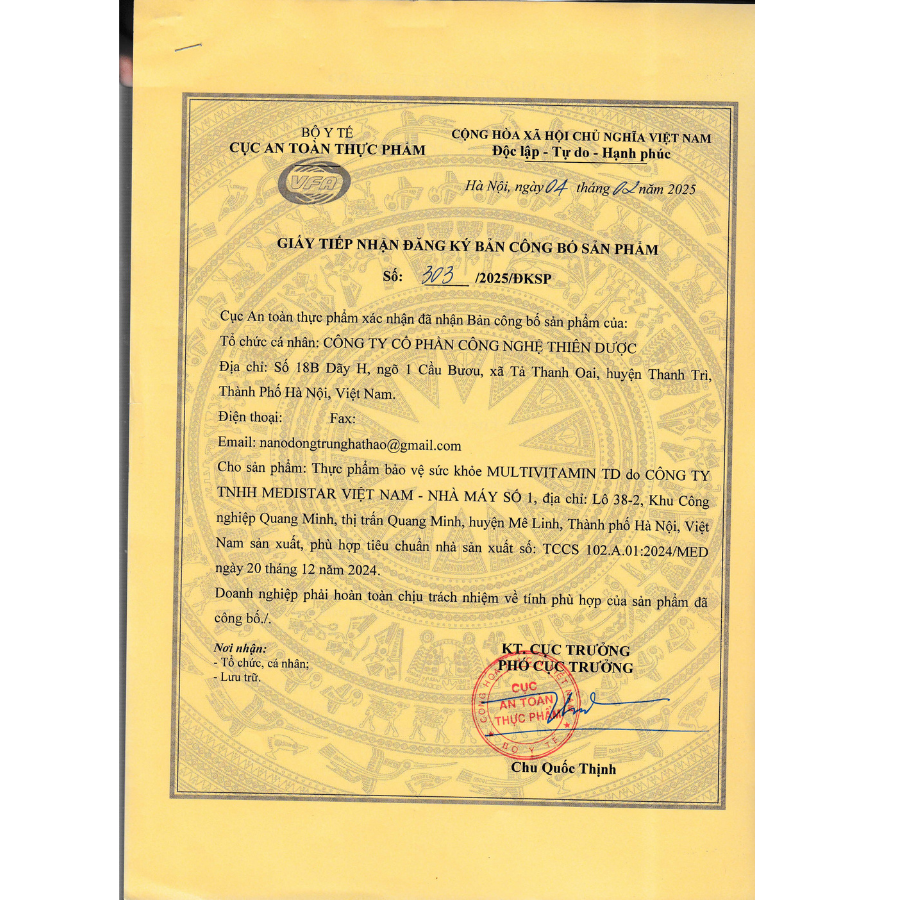 BỘ Y TẾ
CỤC AN TOÀN THỰC PHẨM
VFA
CỘNG HÒA XÃ HỘI CHỦ NGHĨA VIỆT NAM
Độc lập - Tự do - Hạnh phúc
Hà Nội, ngày 04 tháng 02 năm 2025
GIẤY TIẾP NHẬN ĐĂNG KÝ BẢN CÔNG BỐ SẢN PHẨM
Số: 303 /2025/ĐKSP
Cục An toàn thực phẩm xác nhận đã nhận Bản công bố sản phẩm của:
Tổ chức cá nhân: CÔNG TY CỔ PHẦN CÔNG NGHỆ THIÊN DƯỢC
Địa chỉ: Số 18B Dãy H, ngõ 1 Cầu Bươu, xã Tả Thanh Oai, huyện Thanh Trì,
Thành Phố Hà Nội, Việt Nam.
Điện thoại: Fax:
Email: nanodongtrunghathao@gmail.com
Cho sản phẩm: Thực phẩm bảo vệ sức khỏe MULTIVITAMIN TD do CÔNG TY
TNHH MEDISTAR VIỆT NAM - NHÀ MÁY SỐ 1, địa chỉ: Lô 38-2, Khu Công
nghiệp Quang Minh, thị trấn Quang Minh, huyện Mê Linh, Thành phố Hà Nội, Việt
Nam sản xuất, phù hợp tiêu chuẩn nhà sản xuất số: TCCS 102.A.01:2024/MED
ngày 20 tháng 12 năm 2024.
Doanh nghiệp phải hoàn toàn chịu trách nhiệm về tính phù hợp của sản phẩm đã
công bố./.
Nơi nhận:
- Tổ chức, cá nhân;
- Lưu trữ.
KT. CỤC TRƯỞNG
PHÓ CỤC TRƯỞNG
CỤC
AN TOÀN
THỰC PHẨM
BỘ Y TẾ
Chu Quốc Thịnh